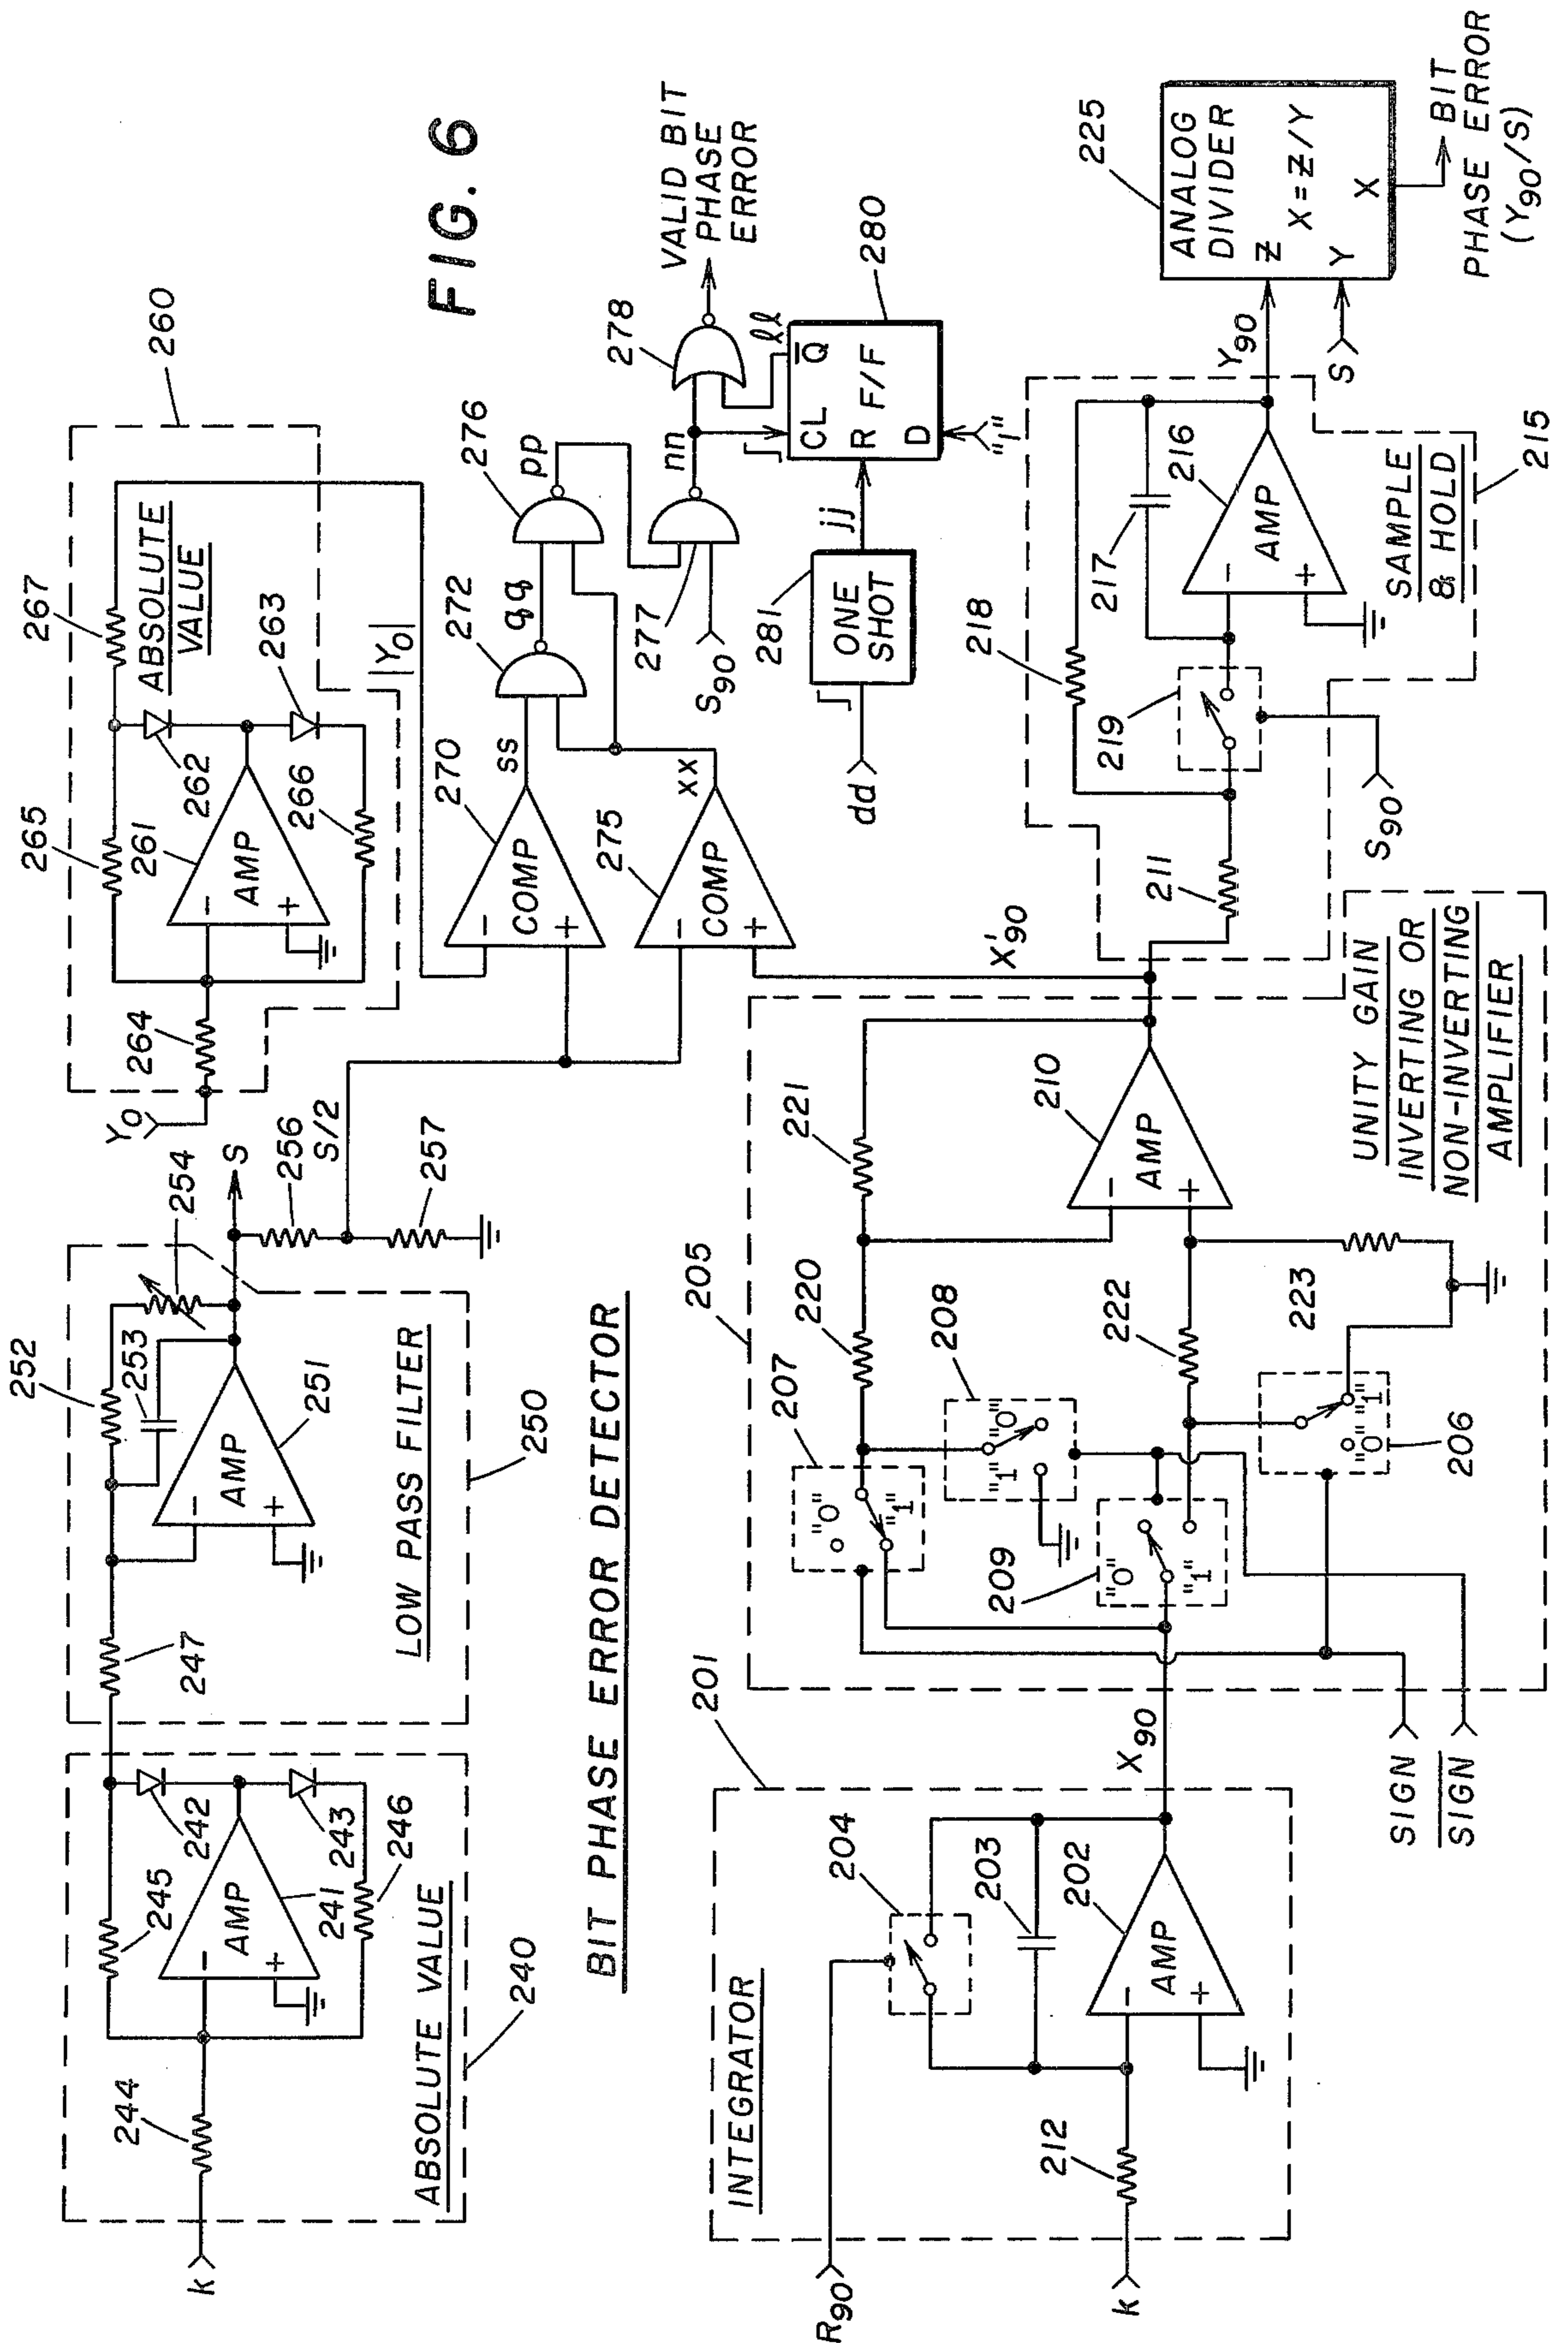 FIG. 6
BIT PHASE ERROR DETECTOR
k
244
245
AMP
241
242
243
246
ABSOLUTE VALUE
240
247
252
253
254
AMP
251
LOW PASS FILTER
250
S
256
S/2
257
Y0
264
265
261
AMP
262
266
267
263
ABSOLUTE
VALUE
260
|Y0|
270
COMP
-
+
ss
275
COMP
-
+
xx
272
qq
276
pp
277
S90
nn
278
VALID BIT
PHASE
ERROR
ll
dd
281
ONE
SHOT
jj
280
CL
Q̅
R
F/F
D
"1"
R90
k
212
INTEGRATOR
201
204
203
202
AMP
-
+
X90
SIGN
S̅I̅G̅N̅
205
207
"0"
"1"
208
"0"
"1"
209
"0"
"1"
206
"0"
"1"
220
221
222
223
210
AMP
-
+
UNITY GAIN
INVERTING OR
NON-INVERTING
AMPLIFIER
X'90
211
218
219
S90
217
216
AMP
-
+
SAMPLE
& HOLD
215
Y90
S
225
ANALOG
DIVIDER
Z
X=Z/Y
Y
X
BIT
PHASE ERROR
(Y90/S)